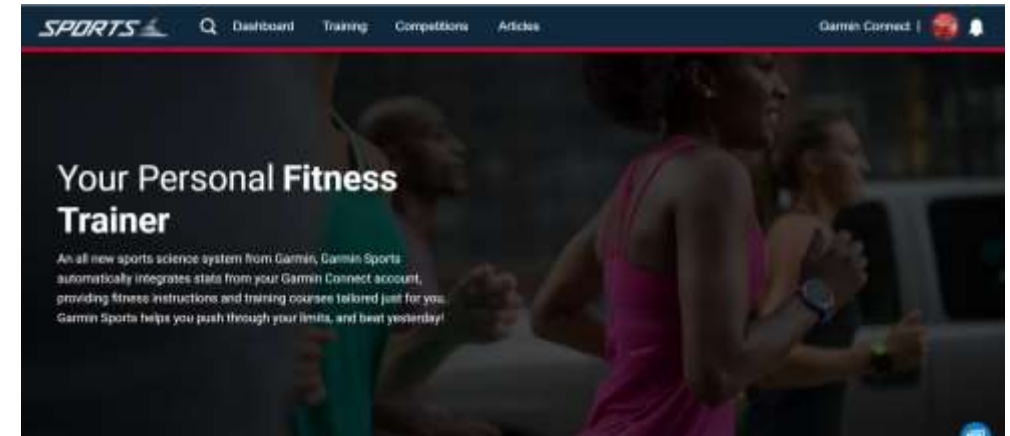 SPORTS
Dashboard Training Competitions Articles
Garmin Connect |
Your Personal Fitness
Trainer
An all new sports science system from Garmin, Garmin Sports
automatically integrates stats from your Garmin Connect account,
providing fitness instructions and training courses tailored just for you.
Garmin Sports helps you push through your limits, and beat yesterday!